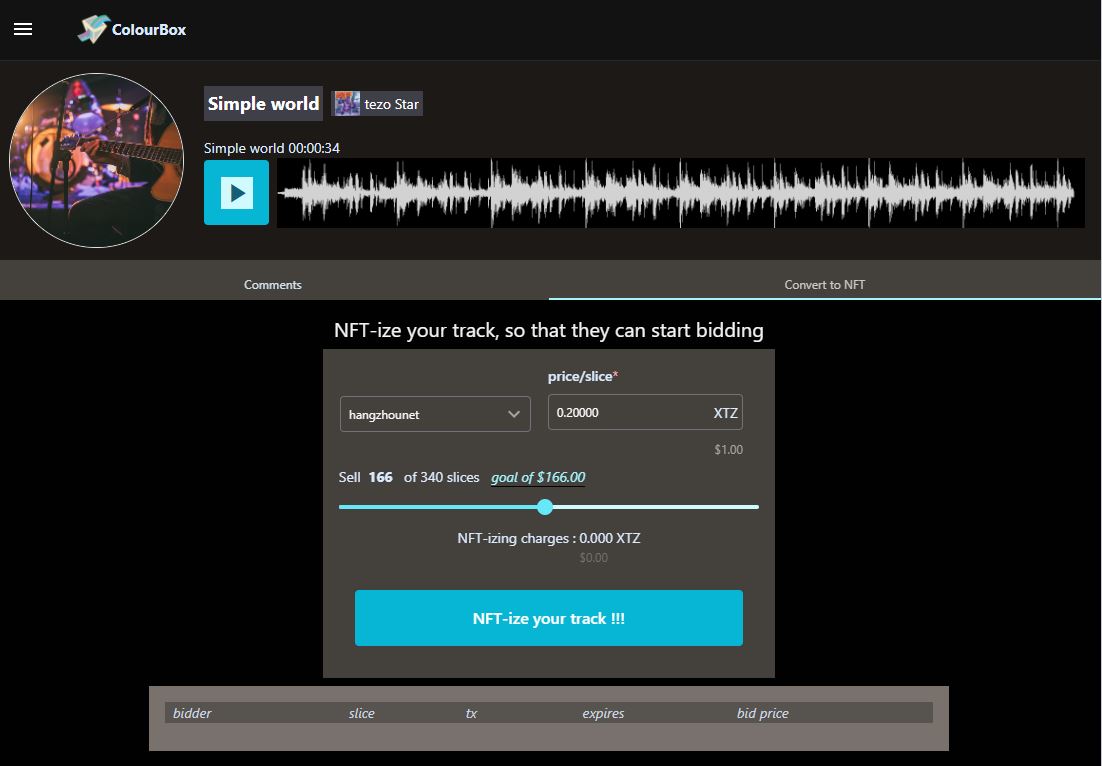 ColourBox
Simple world tezo Star
Simple world 00:00:34
Comments Convert to NFT
NFT-ize your track, so that they can start bidding
price/slice*
hangzhounet 0.20000 XTZ
$1.00
Sell 166 of 340 slices goal of $166.00
NFT-izing charges : 0.000 XTZ
$0.00
NFT-ize your track !!!
bidder slice tx expires bid price